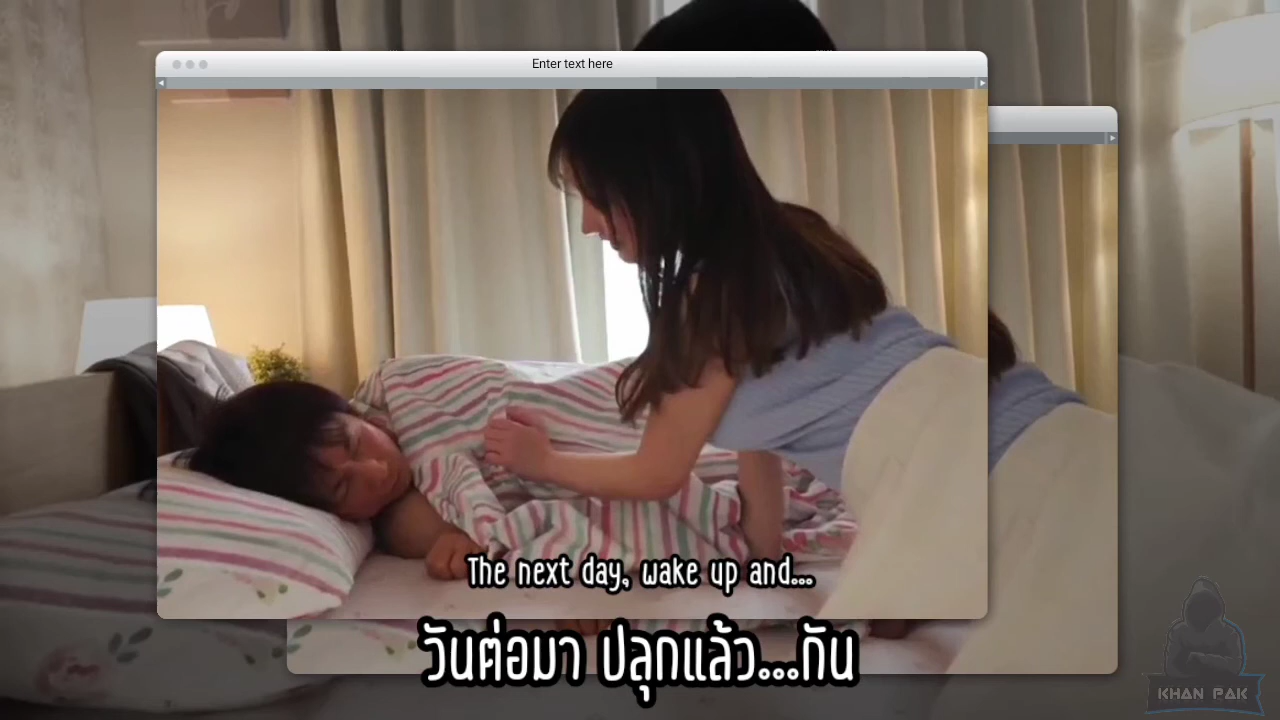 Enter text here
The next day, wake up and...
วันต่อมา ปลุกแล้ว...กัน
KHAN PAK